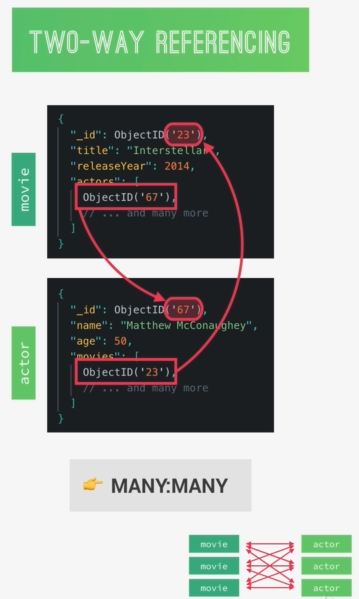 TWO-WAY REFERENCING
movie
{
"_id": ObjectID('23'),
"title": "Interstellar",
"releaseYear": 2014,
"actors": [
ObjectID('67'),
// ... and many more
]
}
actor
{
"_id": ObjectID('67'),
"name": "Matthew McConaughey",
"age": 50,
"movies": [
ObjectID('23'),
// ... and many more
]
}
👉 MANY:MANY
movie actor
movie actor
movie actor